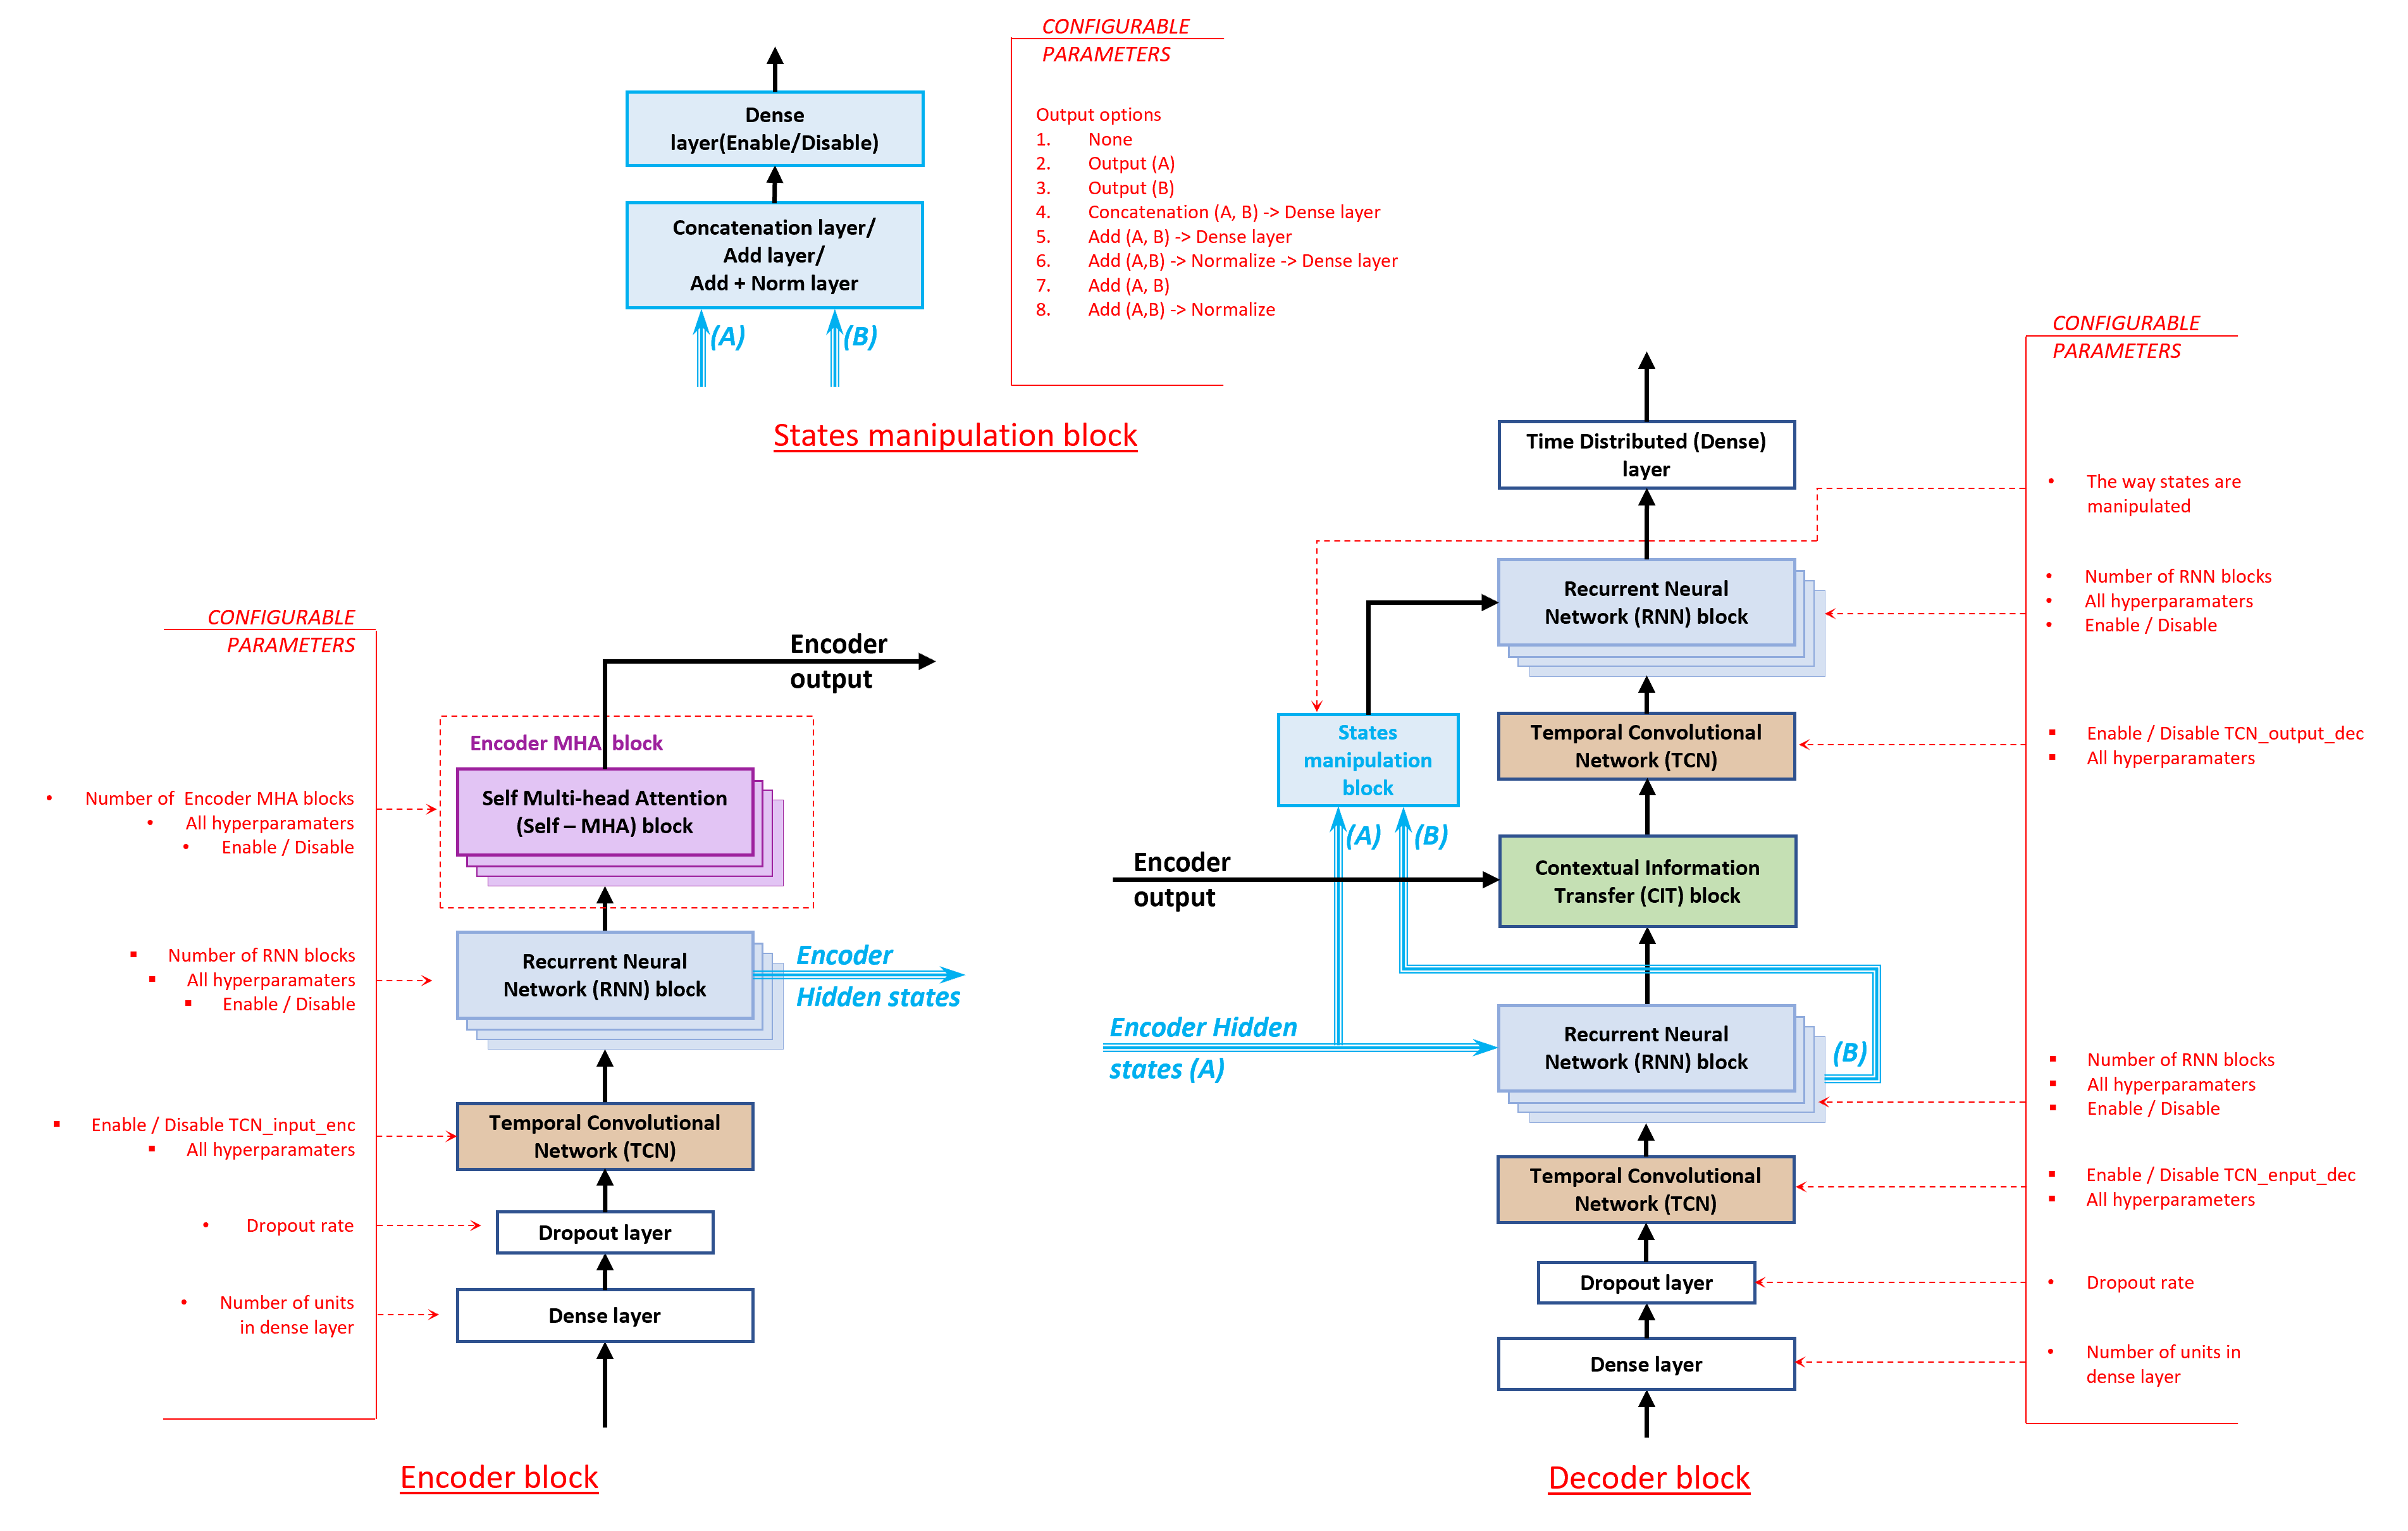 CONFIGURABLE
PARAMETERS
Output options
1. None
2. Output (A)
3. Output (B)
4. Concatenation (A, B) -> Dense layer
5. Add (A, B) -> Dense layer
6. Add (A,B) -> Normalize -> Dense layer
7. Add (A, B)
8. Add (A,B) -> Normalize
Dense
layer(Enable/Disable)
Concatenation layer/
Add layer/
Add + Norm layer
(A)
(B)
States manipulation block
CONFIGURABLE
PARAMETERS
• Number of Encoder MHA blocks
• All hyperparamaters
• Enable / Disable
▪ Number of RNN blocks
▪ All hyperparamaters
▪ Enable / Disable
▪ Enable / Disable TCN_input_enc
▪ All hyperparamaters
• Dropout rate
• Number of units
in dense layer
Encoder
output
Encoder MHA block
Self Multi-head Attention
(Self – MHA) block
Recurrent Neural
Network (RNN) block
Encoder
Hidden states
Temporal Convolutional
Network (TCN)
Dropout layer
Dense layer
Encoder block
Time Distributed (Dense)
layer
Recurrent Neural
Network (RNN) block
States
manipulation
block
Temporal Convolutional
Network (TCN)
(A)
(B)
Encoder
output
Contextual Information
Transfer (CIT) block
Encoder Hidden
states (A)
Recurrent Neural
Network (RNN) block
(B)
Temporal Convolutional
Network (TCN)
Dropout layer
Dense layer
Decoder block
CONFIGURABLE
PARAMETERS
• The way states are
manipulated
• Number of RNN blocks
• All hyperparamaters
• Enable / Disable
▪ Enable / Disable TCN_output_dec
▪ All hyperparamaters
▪ Number of RNN blocks
▪ All hyperparamaters
▪ Enable / Disable
▪ Enable / Disable TCN_enput_dec
▪ All hyperparameters
• Dropout rate
• Number of units in
dense layer